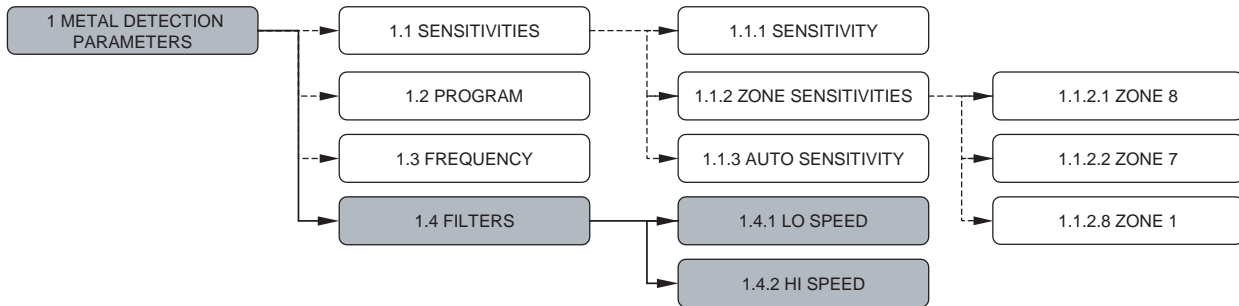 1 METAL DETECTION
PARAMETERS
1.1 SENSITIVITIES
1.1.1 SENSITIVITY
1.2 PROGRAM
1.1.2 ZONE SENSITIVITIES
1.1.2.1 ZONE 8
1.3 FREQUENCY
1.1.3 AUTO SENSITIVITY
1.1.2.2 ZONE 7
1.4 FILTERS
1.4.1 LO SPEED
1.1.2.8 ZONE 1
1.4.2 HI SPEED